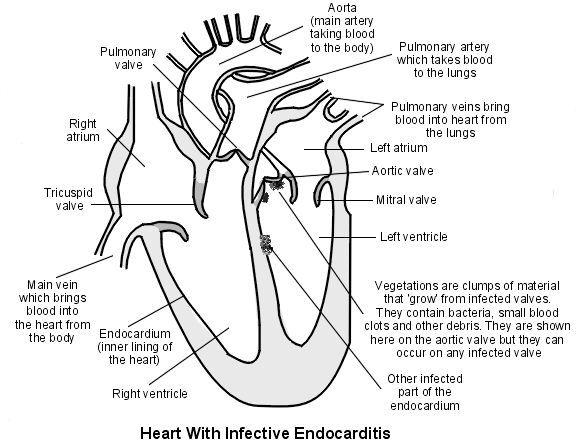 Aorta
(main artery
taking blood
to the body)
Pulmonary
valve
Pulmonary artery
which takes blood
to the lungs
Pulmonary veins bring
blood into heart from
the lungs
Right
atrium
Left atrium
Aortic valve
Tricuspid
valve
Mitral valve
Left ventricle
Main vein
which brings
blood into
the heart from
the body
Vegetations are clumps of material
that 'grow' from infected valves.
They contain bacteria, small blood
clots and other debris. They are shown
here on the aortic valve but they can
occur on any infected valve
Endocardium
(inner lining of
the heart)
Right ventricle
Other infected
part of the
endocardium
Heart With Infective Endocarditis